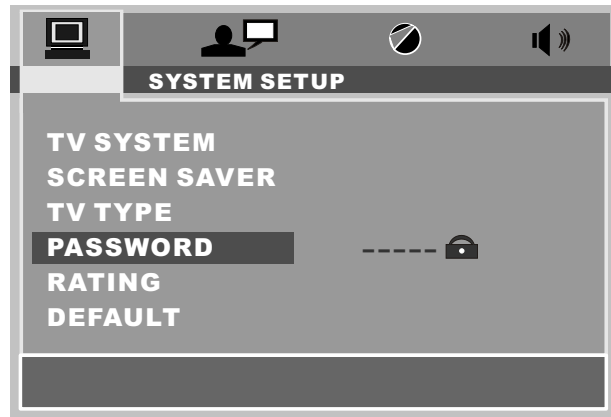 SYSTEM SETUP
TV SYSTEM
SCREEN SAVER
TV TYPE
PASSWORD -----
RATING
DEFAULT